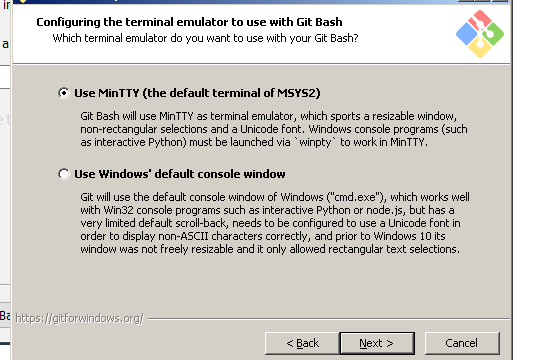 Configuring the terminal emulator to use with Git Bash
Which terminal emulator do you want to use with your Git Bash?
Use MinTTY (the default terminal of MSYS2)
Git Bash will use MinTTY as terminal emulator, which sports a resizable window,
non-rectangular selections and a Unicode font. Windows console programs (such
as interactive Python) must be launched via `winpty` to work in MinTTY.
Use Windows' default console window
Git will use the default console window of Windows ("cmd.exe"), which works well
with Win32 console programs such as interactive Python or node.js, but has a
very limited default scroll-back, needs to be configured to use a Unicode font in
order to display non-ASCII characters correctly, and prior to Windows 10 its
window was not freely resizable and it only allowed rectangular text selections.
https://gitforwindows.org/
< Back
Next >
Cancel